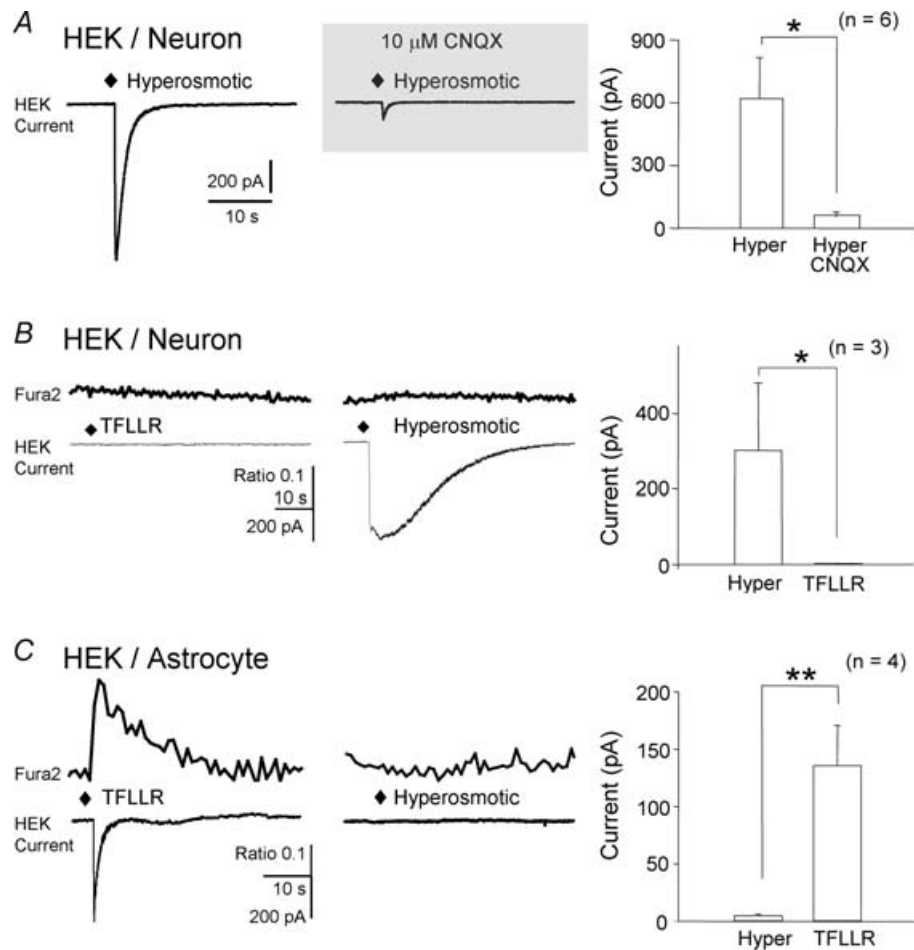 A
HEK / Neuron
◆ Hyperosmotic
HEK
Current
200 pA
10 s
10 μM CNQX
◆ Hyperosmotic
(n = 6)
*
Current (pA)
900
600
300
0
Hyper
Hyper
CNQX
B
HEK / Neuron
Fura2
◆ TFLLR
HEK
Current
Ratio 0.1
10 s
200 pA
◆ Hyperosmotic
(n = 3)
*
Current (pA)
400
200
0
Hyper
TFLLR
C
HEK / Astrocyte
Fura2
◆ TFLLR
HEK
Current
Ratio 0.1
10 s
200 pA
◆ Hyperosmotic
(n = 4)
**
Current (pA)
200
150
100
50
0
Hyper
TFLLR